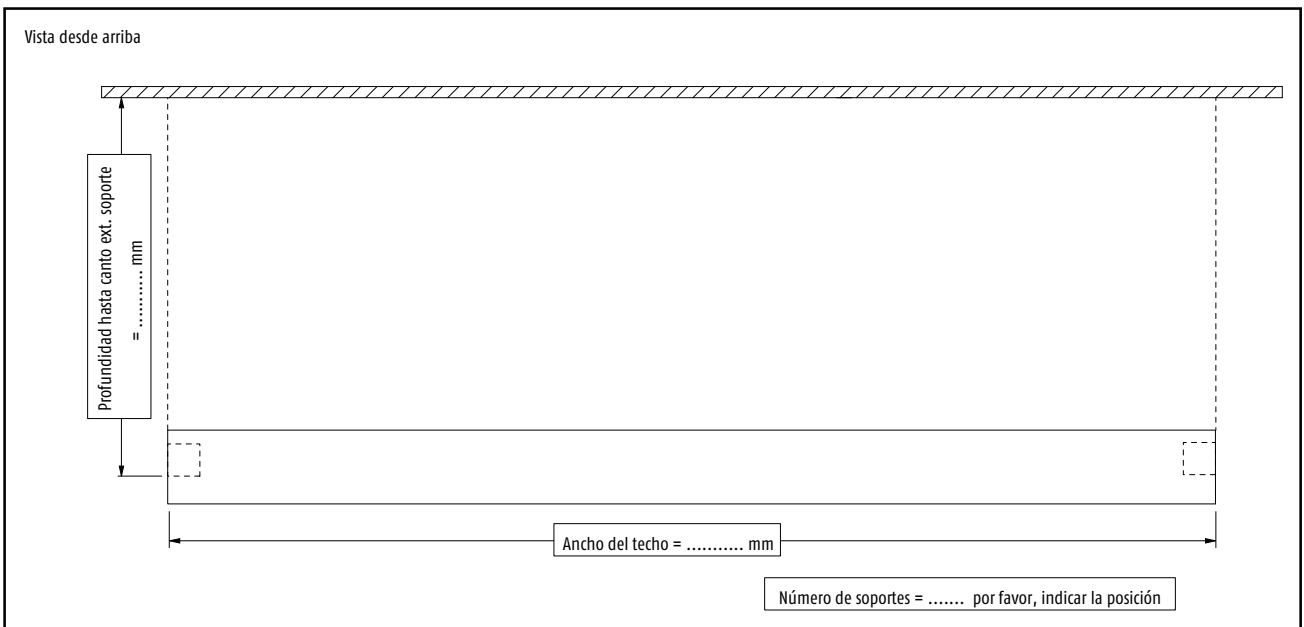 Vista desde arriba
Profundidad hasta canto ext. soporte
= ........... mm
Ancho del techo = ........... mm
Número de soportes = ....... por favor, indicar la posición